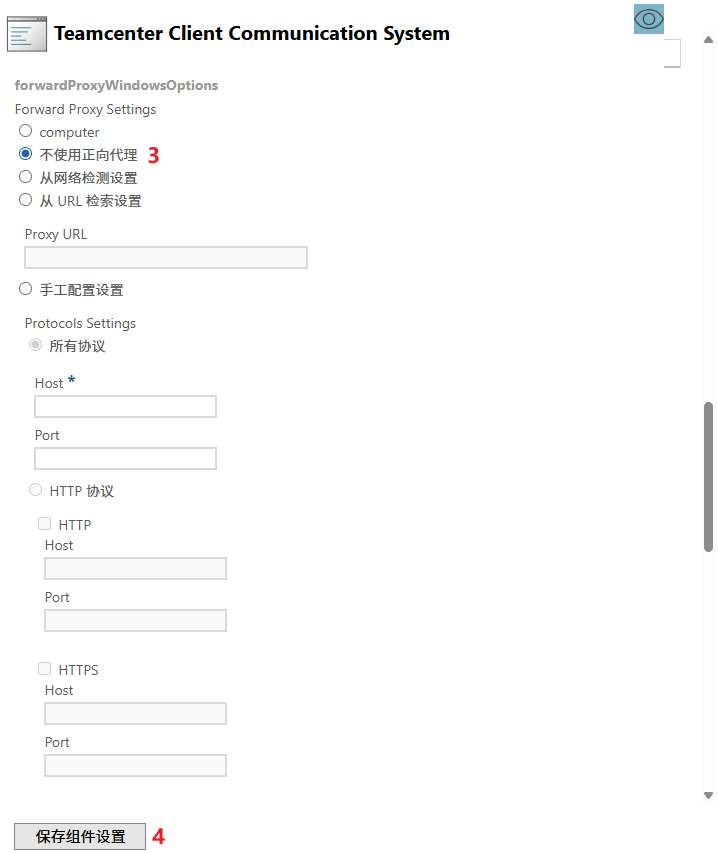 Teamcenter Client Communication System
forwardProxyWindowsOptions
Forward Proxy Settings
computer
不使用正向代理 3
从网络检测设置
从 URL 检索设置
Proxy URL
手工配置设置
Protocols Settings
所有协议
Host *
Port
HTTP 协议
HTTP
Host
Port
HTTPS
Host
Port
保存组件设置 4